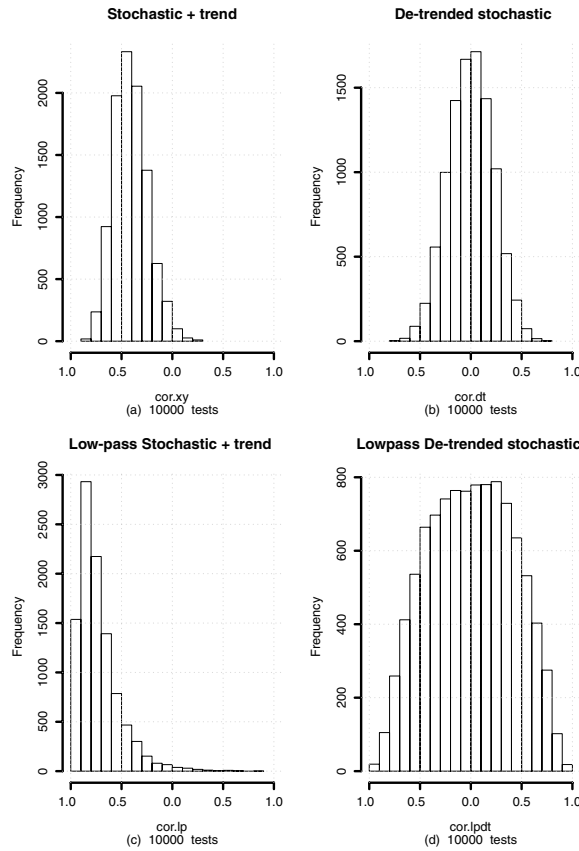 Stochastic + trend
Frequency
0
500
1000
1500
2000
1.0 0.5 0.0 0.5 1.0
cor.xy
(a) 10000 tests
De-trended stochastic
Frequency
0
500
1000
1500
1.0 0.5 0.0 0.5 1.0
cor.dt
(b) 10000 tests
Low-pass Stochastic + trend
Frequency
0
500
1000
1500
2000
2500
3000
1.0 0.5 0.0 0.5 1.0
cor.lp
(c) 10000 tests
Lowpass De-trended stochastic
Frequency
0
200
400
600
800
1.0 0.5 0.0 0.5 1.0
cor.lpdt
(d) 10000 tests